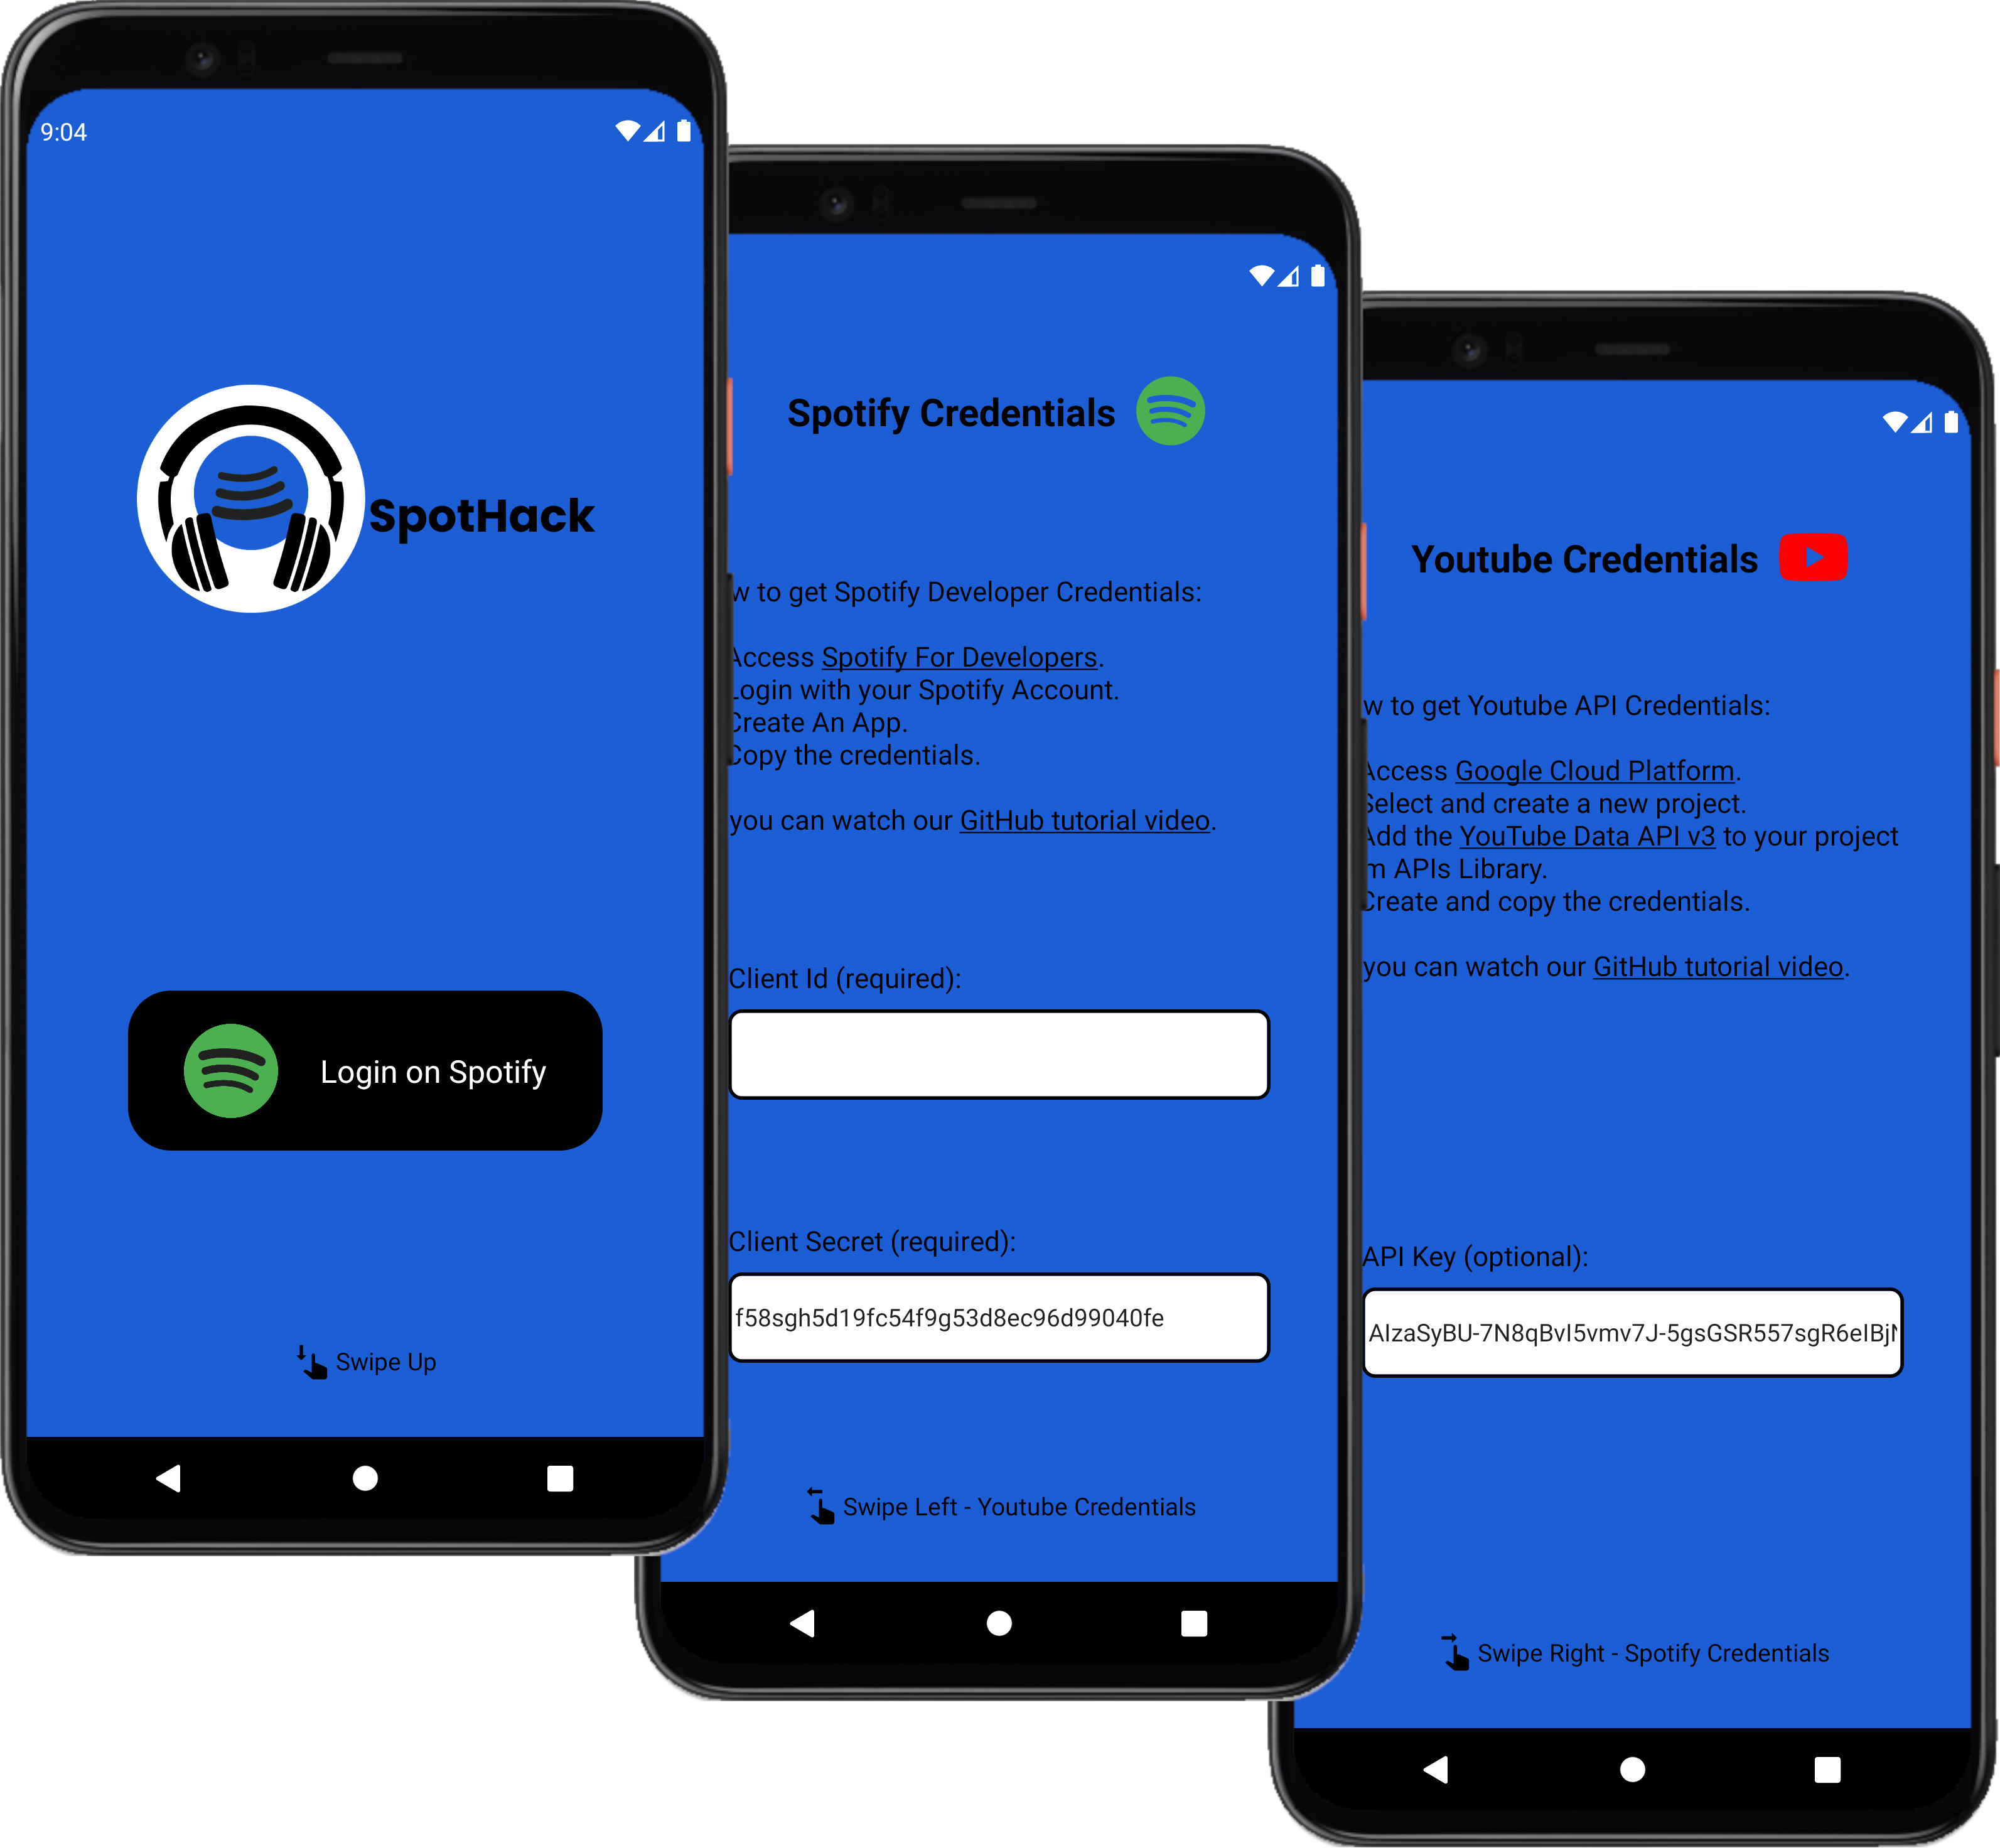 9:04
SpotHack
Login on Spotify
Swipe Up
Spotify Credentials
to get Spotify Developer Credentials:
Access Spotify For Developers.
Login with your Spotify Account.
Create An App.
Copy the credentials.
you can watch our GitHub tutorial video.
Client Id (required):
Client Secret (required):
f58sgh5d19fc54f9g53d8ec96d99040fe
Swipe Left - Youtube Credentials
Youtube Credentials
to get Youtube API Credentials:
Access Google Cloud Platform.
Select and create a new project.
Add the YouTube Data API v3 to your project
APIs Library.
Create and copy the credentials.
you can watch our GitHub tutorial video.
API Key (optional):
Swipe Right - Spotify Credentials